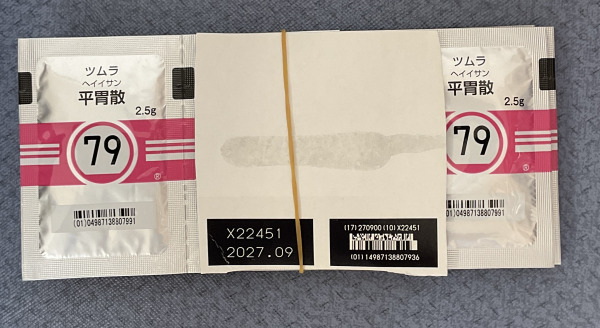 ツムラ
ヘイイサン
平胃散
2.5g
79
®
(01)04987138807991
X22451
2027.09
(17)270900(10)X22451
(01)14987138807936
ツムラ
ヘイイサン
平胃散
2.5g
79
®
(01)04987138807991